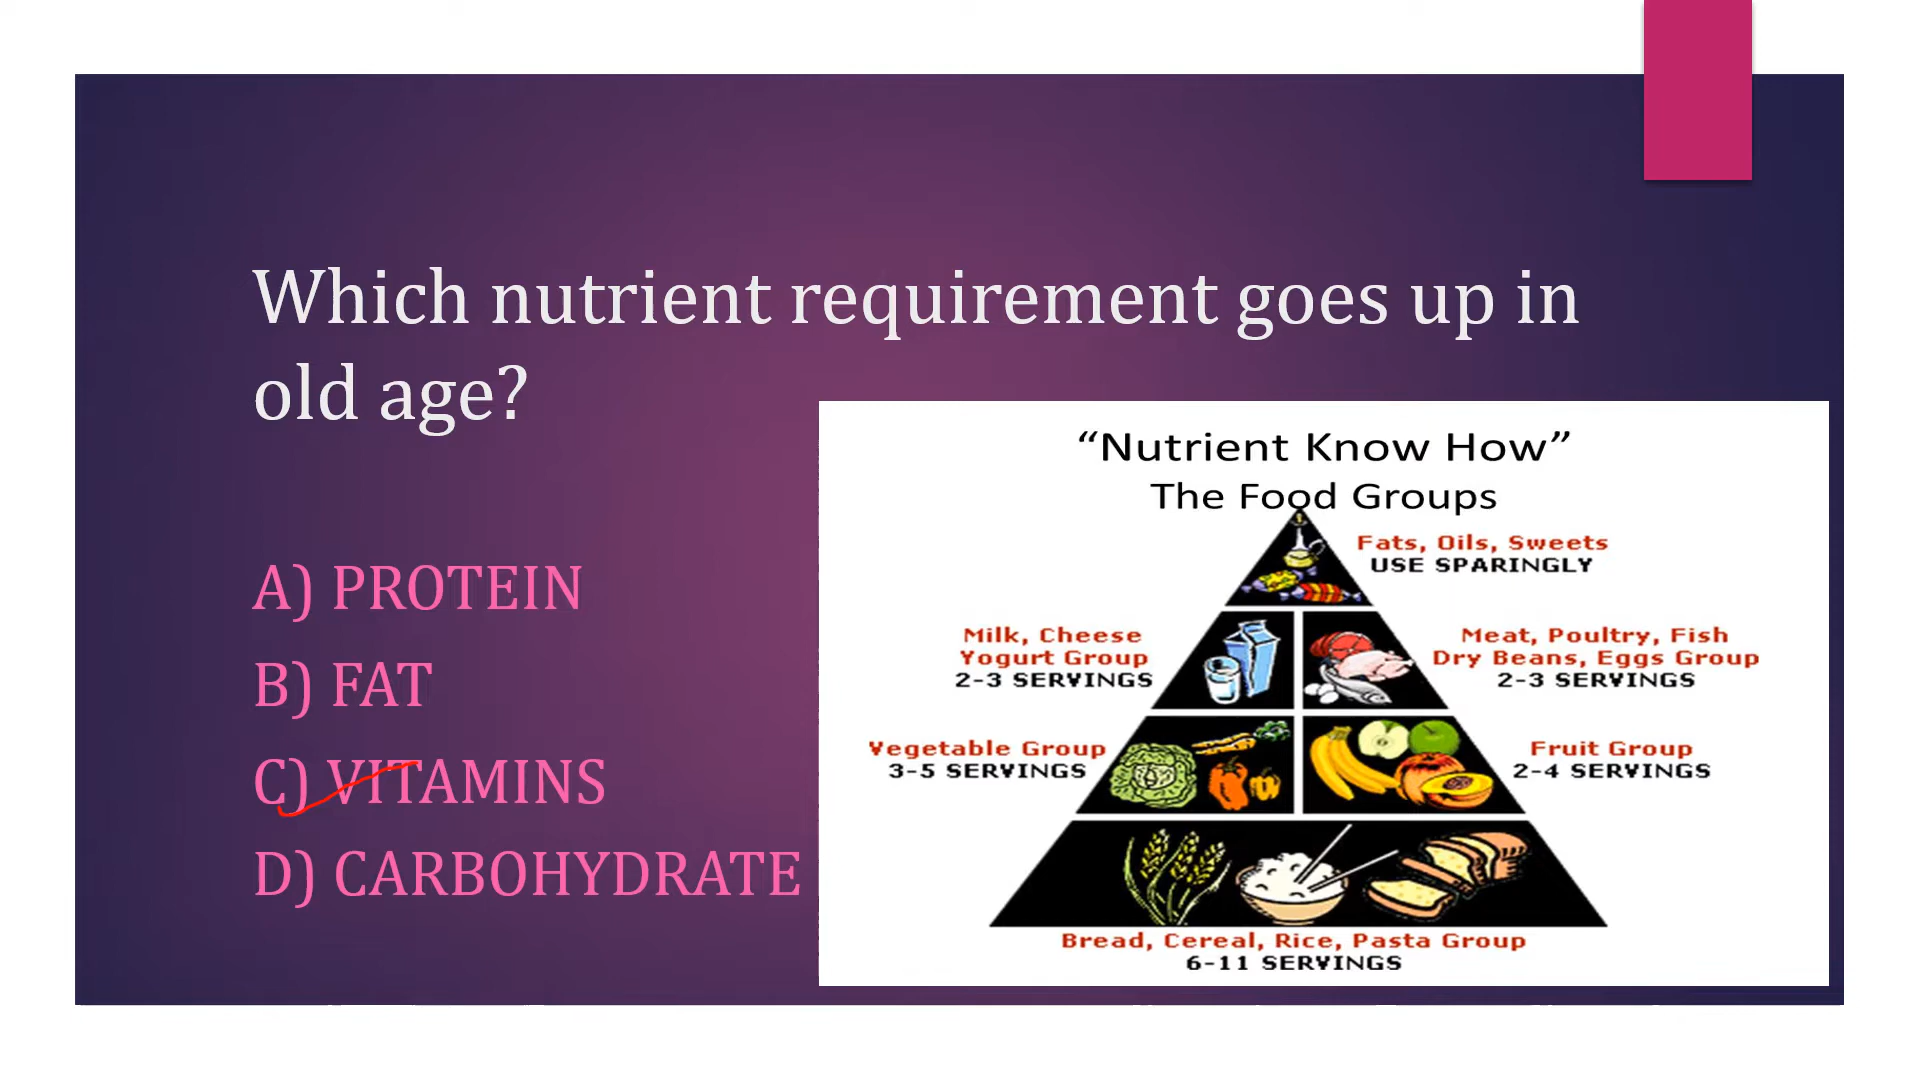 Which nutrient requirement goes up in
old age?
A) PROTEIN
B) FAT
C) VITAMINS
D) CARBOHYDRATE
“Nutrient Know How”
The Food Groups
Fats, Oils, Sweets
USE SPARINGLY
Milk, Cheese
Yogurt Group
2-3 SERVINGS
Meat, Poultry, Fish
Dry Beans, Eggs Group
2-3 SERVINGS
Vegetable Group
3-5 SERVINGS
Fruit Group
2-4 SERVINGS
Bread, Cereal, Rice, Pasta Group
6-11 SERVINGS